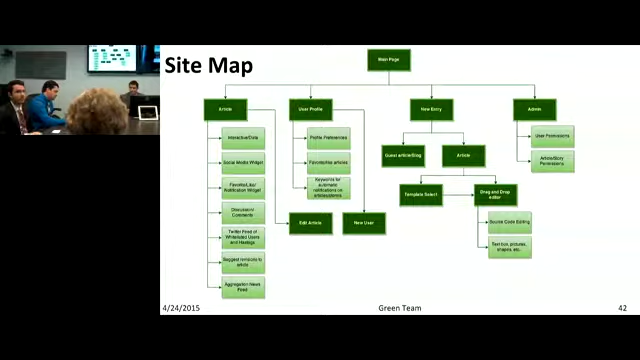 Site Map
Main Page
Article
User Profile
New Entry
Admin
Interactive/Data
Social Media Widget
Favorite/Like/
Notification Widget
Discussion/
Comments
Twitter Feed of
Whitelisted Users
and Hashtags
Suggest revisions to
article
Aggregation News
Feed
Profile Preferences
Favorite/like articles
Keywords for
automate
notifications on
Edit Article
New User
Guest article/Blog
Article
Template Select
Drag and Drop
editor
Source Code Editing
Text box, pictures,
shapes, etc..
User Permissions
Article/Story
Permissions
4/24/2015
Green Team
42